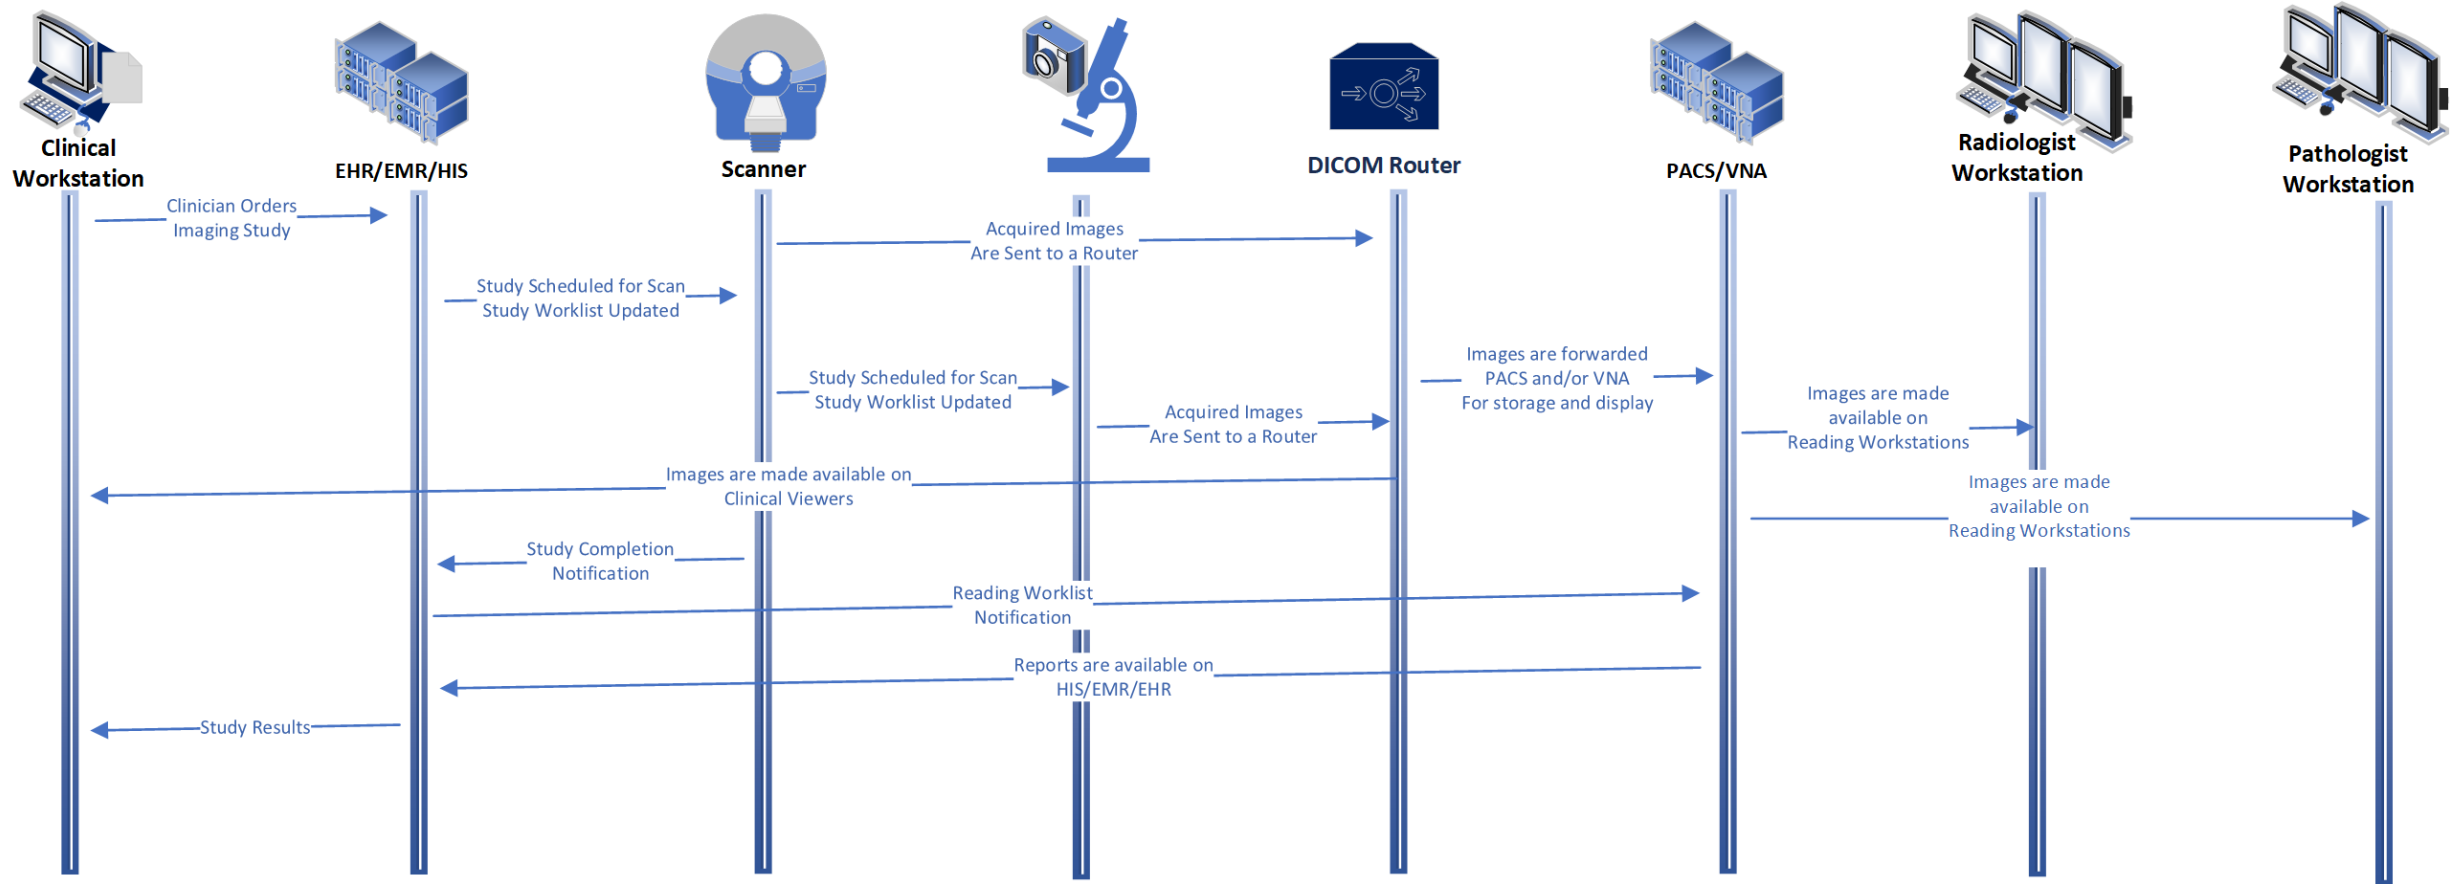 Clinical
Workstation
EHR/EMR/HIS
Scanner
DICOM Router
PACS/VNA
Radiologist
Workstation
Pathologist
Workstation
Clinician Orders
Imaging Study
Acquired Images
Are Sent to a Router
Study Scheduled for Scan
Study Worklist Updated
Images are forwarded
PACS and/or VNA
For storage and display
Study Scheduled for Scan
Study Worklist Updated
Images are made
available on
Reading Workstations
Acquired Images
Are Sent to a Router
Images are made available on
Clinical Viewers
Images are made
available on
Reading Workstations
Study Completion
Notification
Reading Worklist
Notification
Reports are available on
HIS/EMR/EHR
Study Results